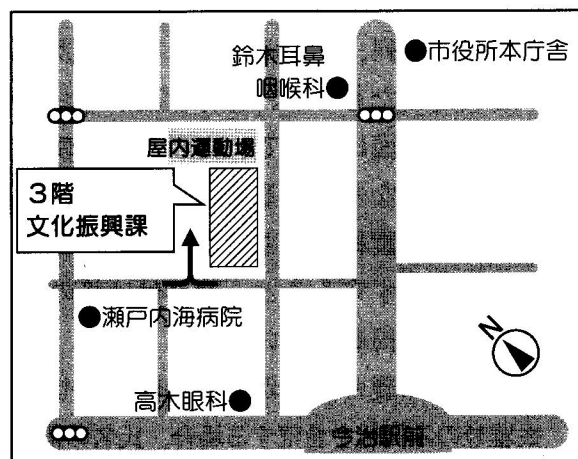 鈴木耳鼻
咽喉科●
●市役所本庁舎
屋内運動場
3階
文化振興課
●瀬戸内海病院
高木眼科●
今治駅前
N